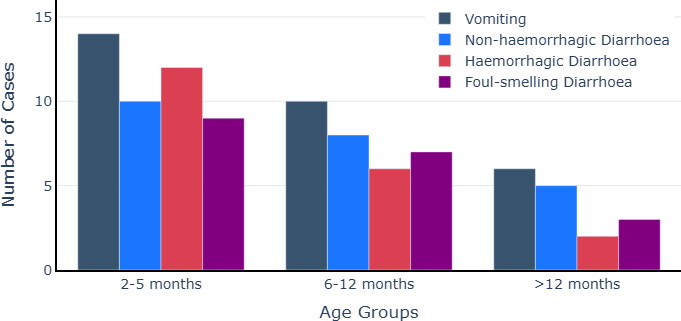 Vomiting
Non-haemorrhagic Diarrhoea
Haemorrhagic Diarrhoea
Foul-smelling Diarrhoea
Number of Cases
15
10
5
0
2-5 months
6-12 months
>12 months
Age Groups